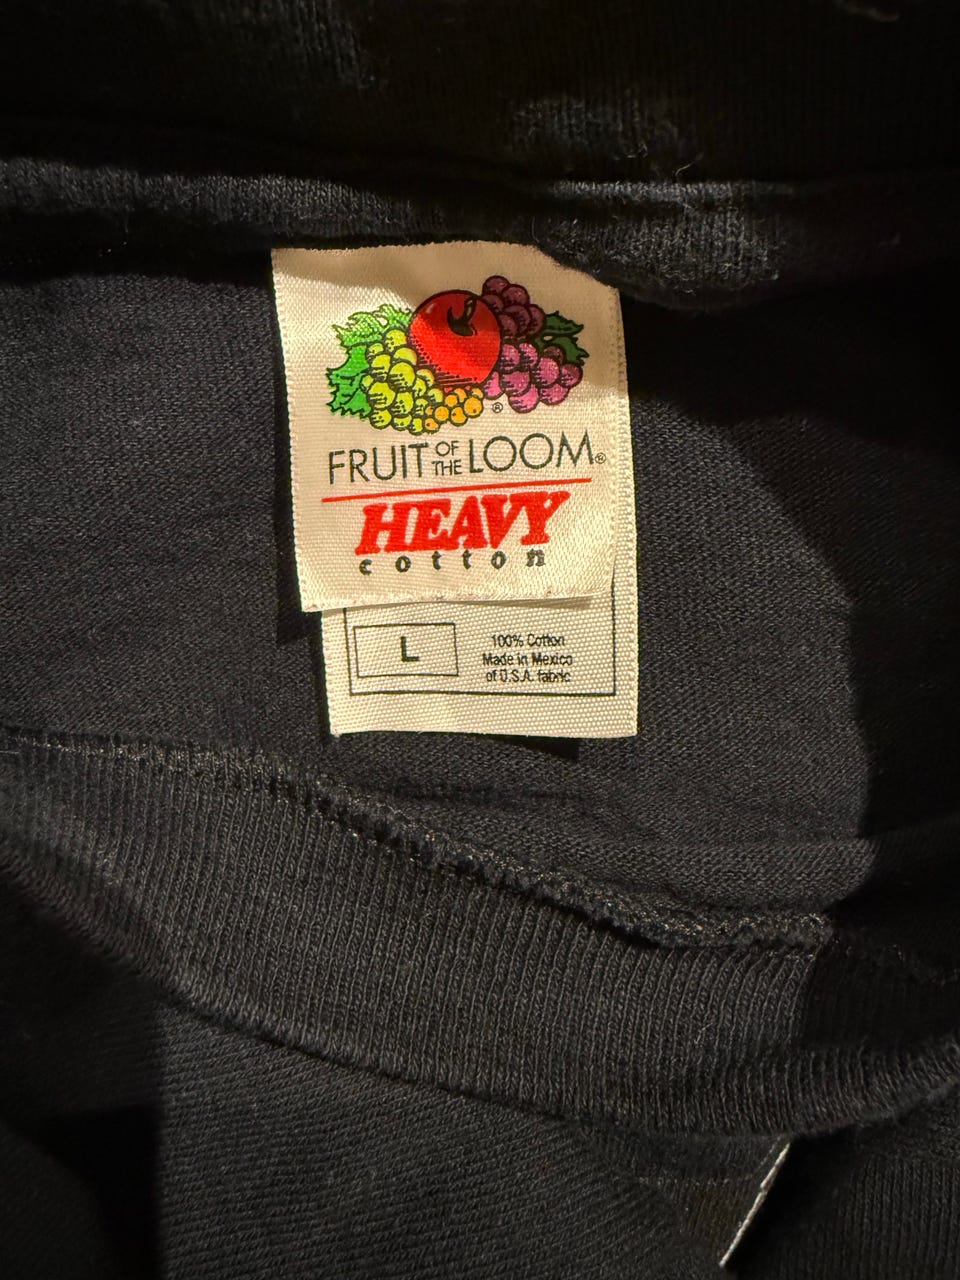 ®
FRUIT OF THE LOOM®
HEAVY
cotton
L
100% Cotton
Made in Mexico
of U.S.A. fabric